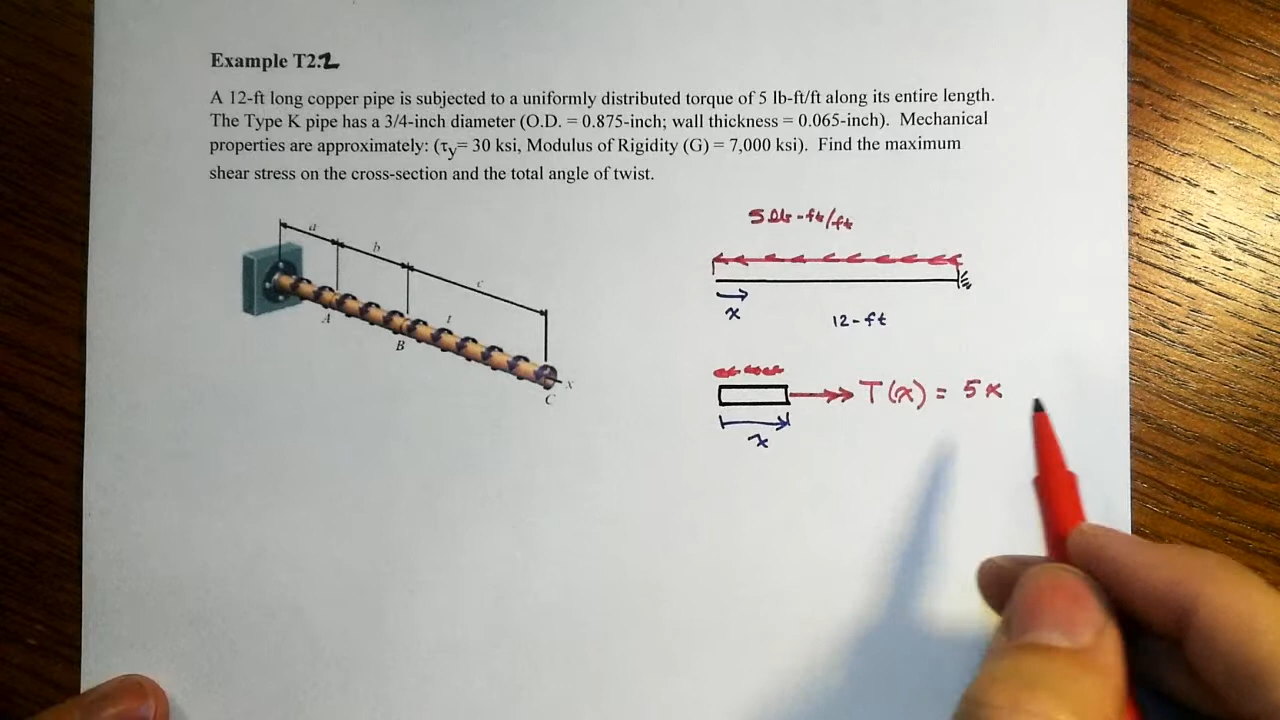 Example T2.2
A 12-ft long copper pipe is subjected to a uniformly distributed torque of 5 lb-ft/ft along its entire length.
The Type K pipe has a 3/4-inch diameter (O.D. = 0.875-inch; wall thickness = 0.065-inch). Mechanical
properties are approximately: (τy= 30 ksi, Modulus of Rigidity (G) = 7,000 ksi). Find the maximum
shear stress on the cross-section and the total angle of twist.
a
b
c
A
B
t
x
C
5 lb-ft/ft
x
12-ft
T(x) = 5x
x